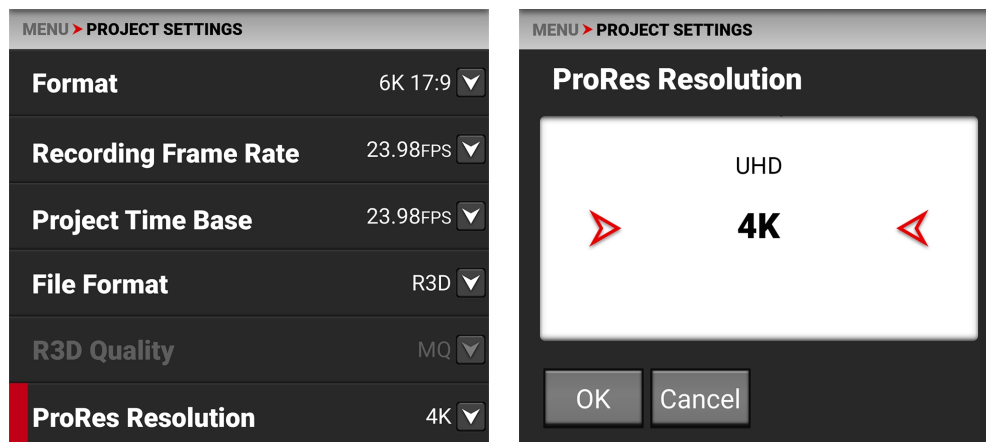 MENU PROJECT SETTINGS
Format 6K 17:9
Recording Frame Rate 23.98FPS
Project Time Base 23.98FPS
File Format R3D
R3D Quality MQ
ProRes Resolution 4K
MENU PROJECT SETTINGS
ProRes Resolution
UHD
4K
OK Cancel